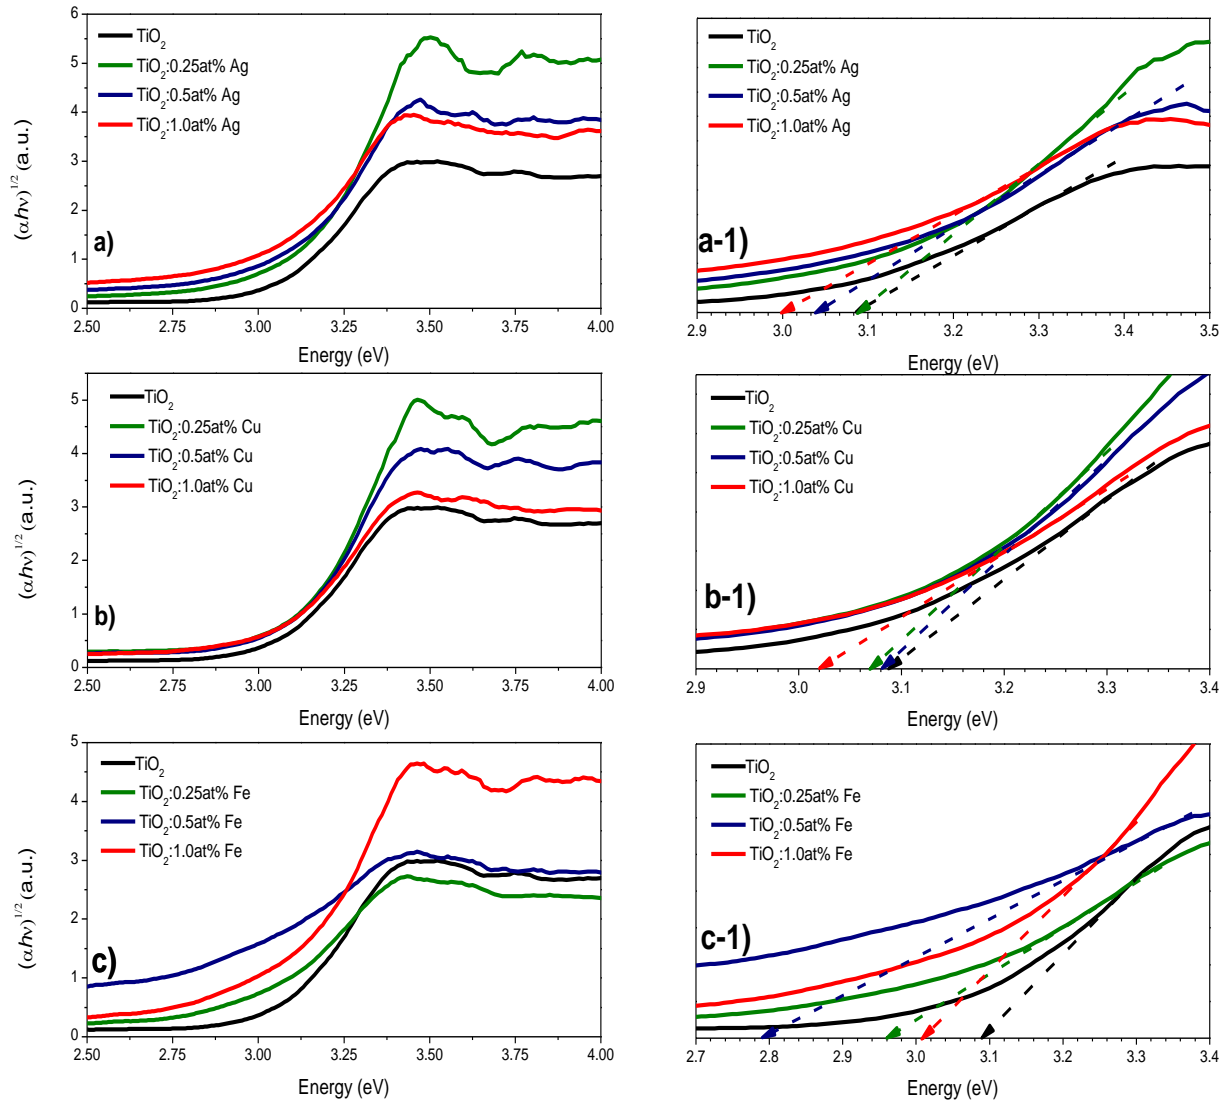 6
5
4
3
2
1
0
(αhν)^1/2 (a.u.)
TiO2
TiO2:0.25at% Ag
TiO2:0.5at% Ag
TiO2:1.0at% Ag
a)
2.50 2.75 3.00 3.25 3.50 3.75 4.00
Energy (eV)
TiO2
TiO2:0.25at% Ag
TiO2:0.5at% Ag
TiO2:1.0at% Ag
a-1)
2.9 3.0 3.1 3.2 3.3 3.4 3.5
Energy (eV)
5
4
3
2
1
0
(αhν)^1/2 (a.u.)
TiO2
TiO2:0.25at% Cu
TiO2:0.5at% Cu
TiO2:1.0at% Cu
b)
2.50 2.75 3.00 3.25 3.50 3.75 4.00
Energy (eV)
TiO2
TiO2:0.25at% Cu
TiO2:0.5at% Cu
TiO2:1.0at% Cu
b-1)
2.9 3.0 3.1 3.2 3.3 3.4
Energy (eV)
5
4
3
2
1
0
(αhν)^1/2 (a.u.)
TiO2
TiO2:0.25at% Fe
TiO2:0.5at% Fe
TiO2:1.0at% Fe
c)
2.50 2.75 3.00 3.25 3.50 3.75 4.00
Energy (eV)
TiO2
TiO2:0.25at% Fe
TiO2:0.5at% Fe
TiO2:1.0at% Fe
c-1)
2.7 2.8 2.9 3.0 3.1 3.2 3.3 3.4
Energy (eV)